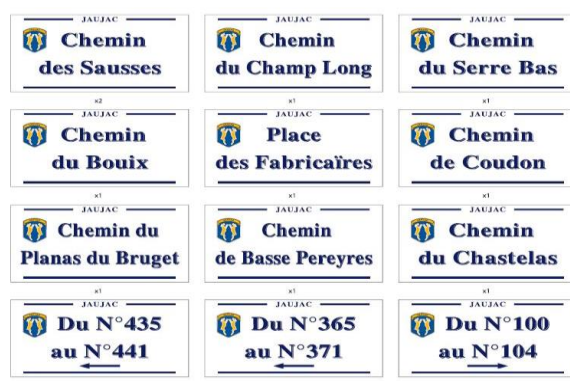 JAUJAC
Chemin
des Sausses
x2
JAUJAC
Chemin
du Champ Long
x1
JAUJAC
Chemin
du Serre Bas
x1
JAUJAC
Chemin
du Bouix
x1
JAUJAC
Place
des Fabricaïres
x1
JAUJAC
Chemin
de Coudon
x1
JAUJAC
Chemin du
Planas du Bruget
x1
JAUJAC
Chemin
de Basse Pereyres
x1
JAUJAC
Chemin
du Chastelas
x1
JAUJAC
Du N°435
au N°441
JAUJAC
Du N°365
au N°371
JAUJAC
Du N°100
au N°104